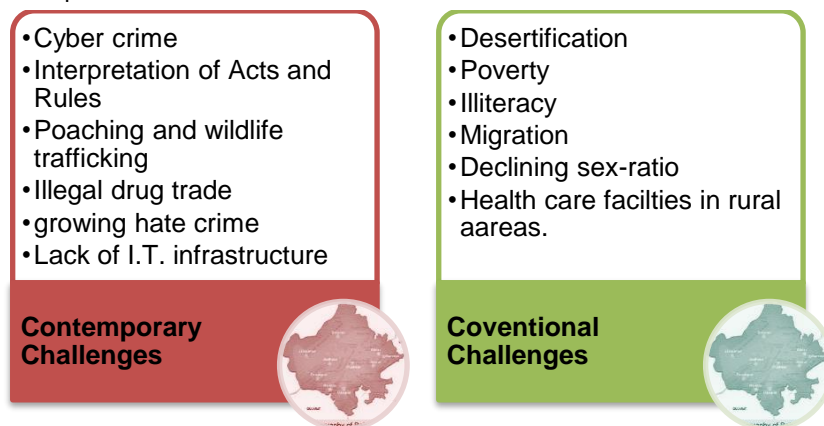 •Cyber crime
•Interpretation of Acts and
Rules
•Poaching and wildlife
trafficking
•Illegal drug trade
•growing hate crime
•Lack of I.T. infrastructure
Contemporary
Challenges
•Desertification
•Poverty
•Illiteracy
•Migration
•Declining sex-ratio
•Health care facilties in rural
aareas.
Coventional
Challenges